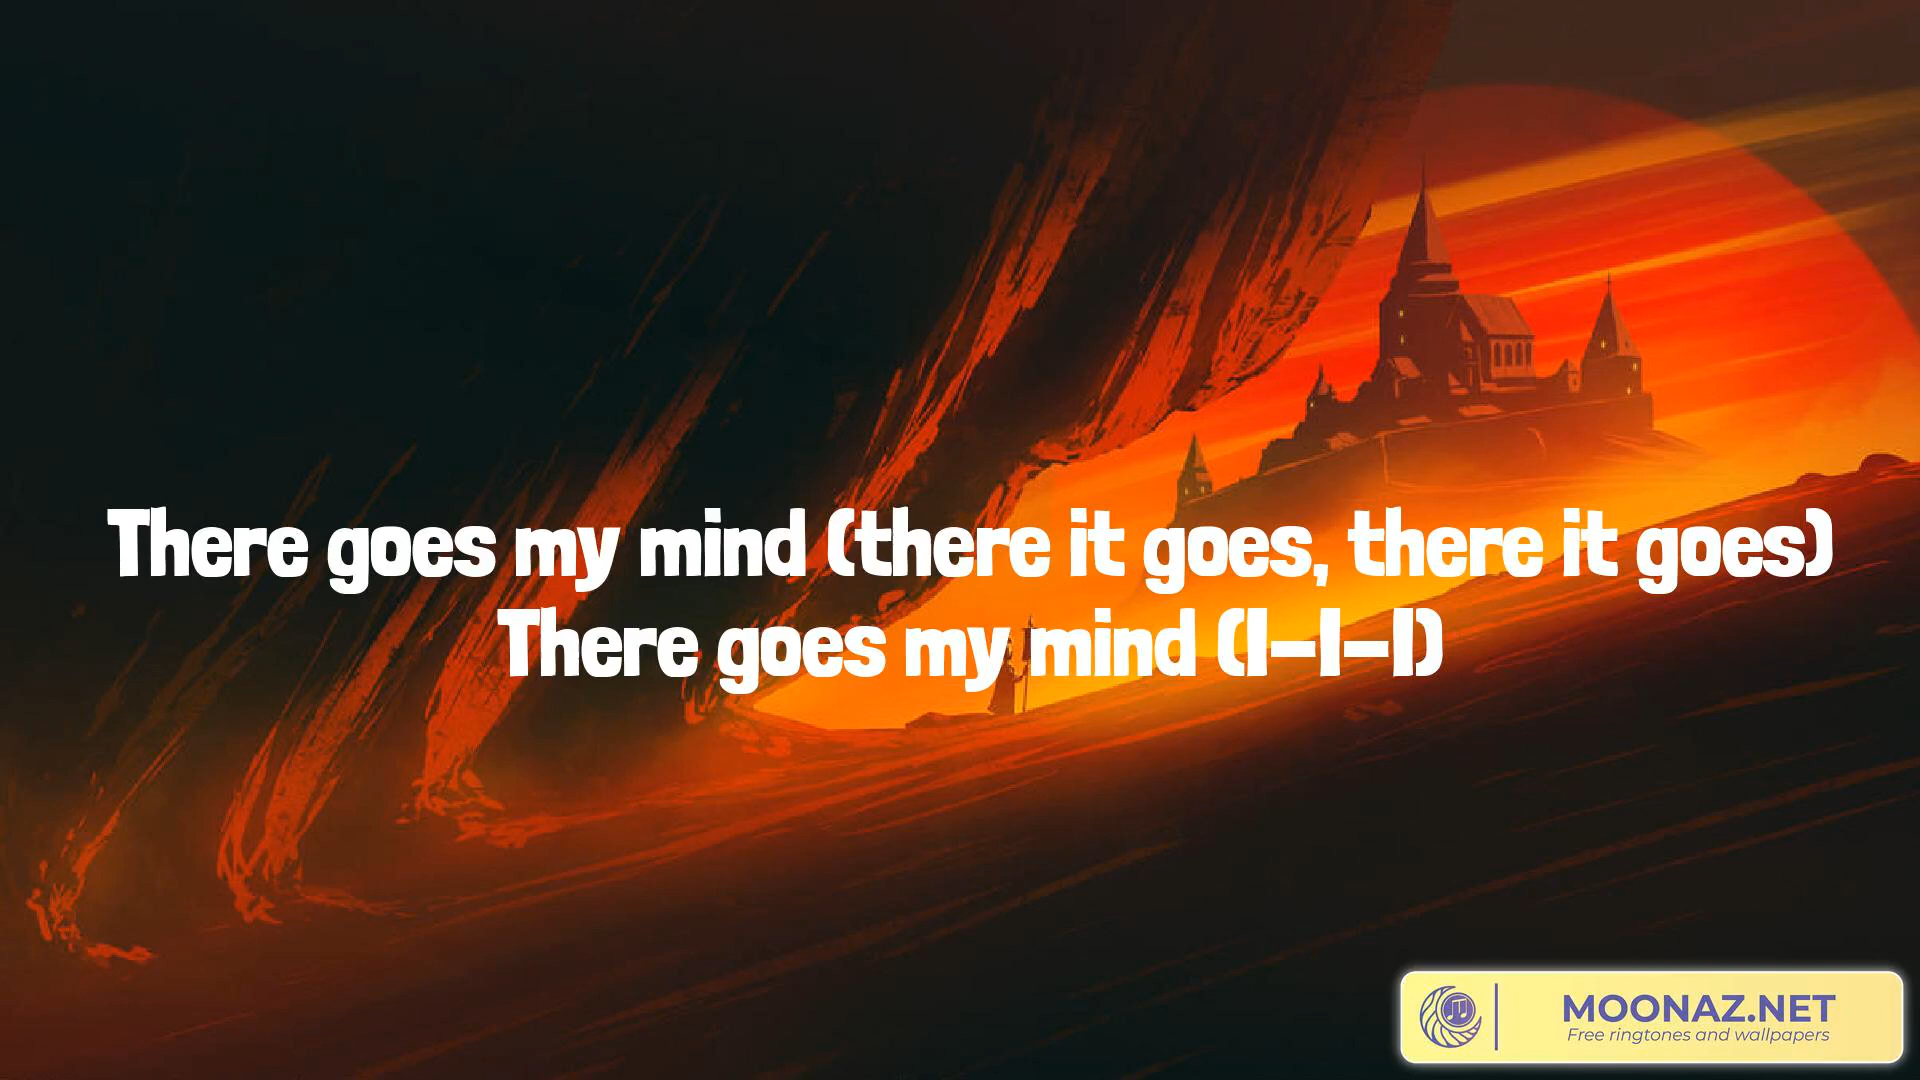 There goes my mind (there it goes, there it goes)
There goes my mind (I-I-I)
MOONAZ.NET
Free ringtones and wallpapers